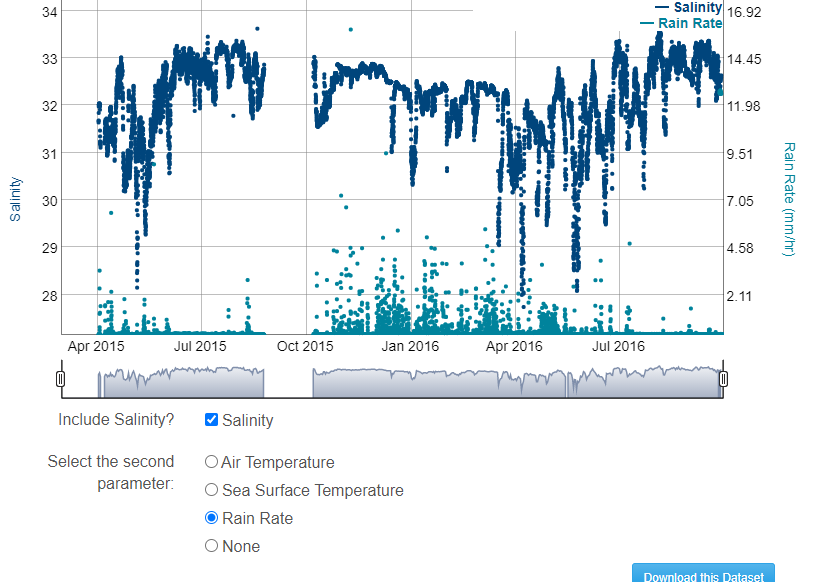 34
33
32
31
30
29
28
Salinity
Salinity
Rain Rate
16.92
14.45
11.98
9.51
7.05
4.58
2.11
Rain Rate (mm/hr)
Apr 2015
Jul 2015
Oct 2015
Jan 2016
Apr 2016
Jul 2016
Include Salinity?
Salinity
Select the second
parameter:
Air Temperature
Sea Surface Temperature
Rain Rate
None
Download this Dataset